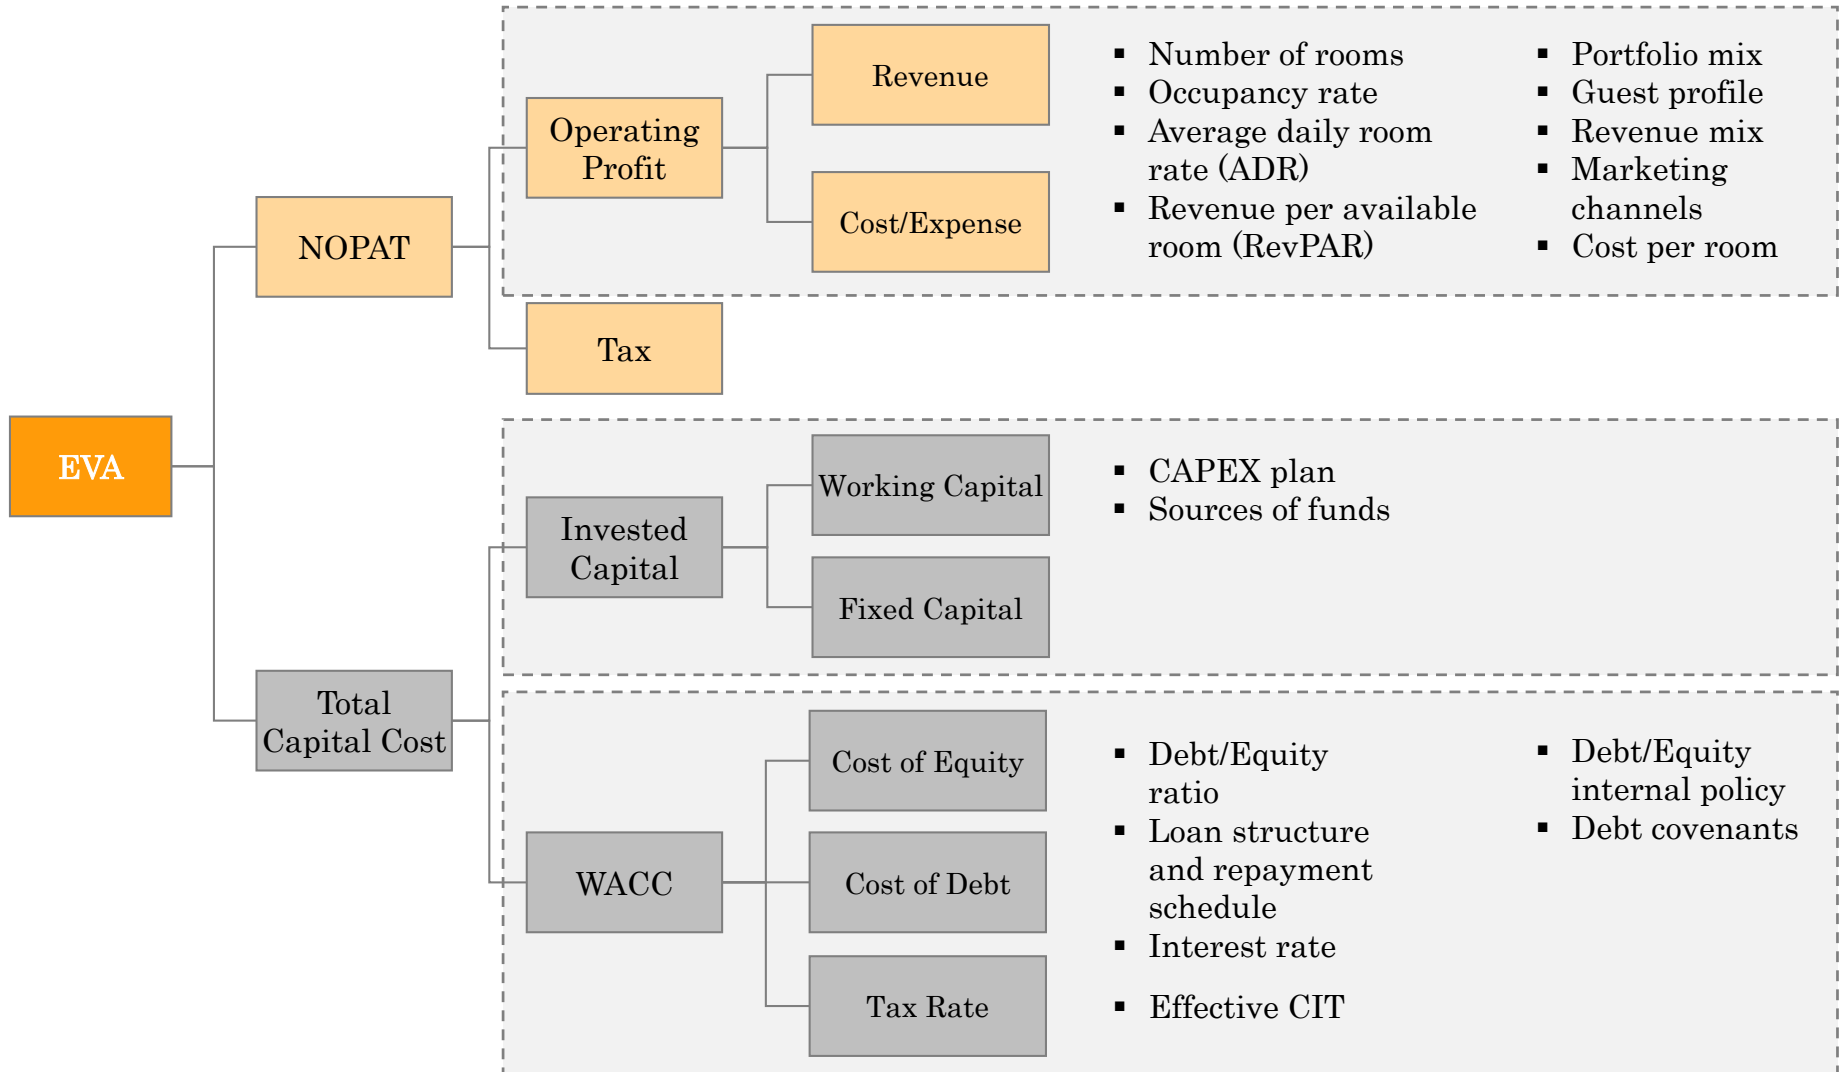 EVA
NOPAT
Operating
Profit
Revenue
Cost/Expense
▪ Number of rooms
▪ Occupancy rate
▪ Average daily room
rate (ADR)
▪ Revenue per available
room (RevPAR)
▪ Portfolio mix
▪ Guest profile
▪ Revenue mix
▪ Marketing
channels
▪ Cost per room
Tax
Total
Capital Cost
Invested
Capital
Working Capital
Fixed Capital
▪ CAPEX plan
▪ Sources of funds
WACC
Cost of Equity
Cost of Debt
Tax Rate
▪ Debt/Equity
ratio
▪ Loan structure
and repayment
schedule
▪ Interest rate
▪ Effective CIT
▪ Debt/Equity
internal policy
▪ Debt covenants